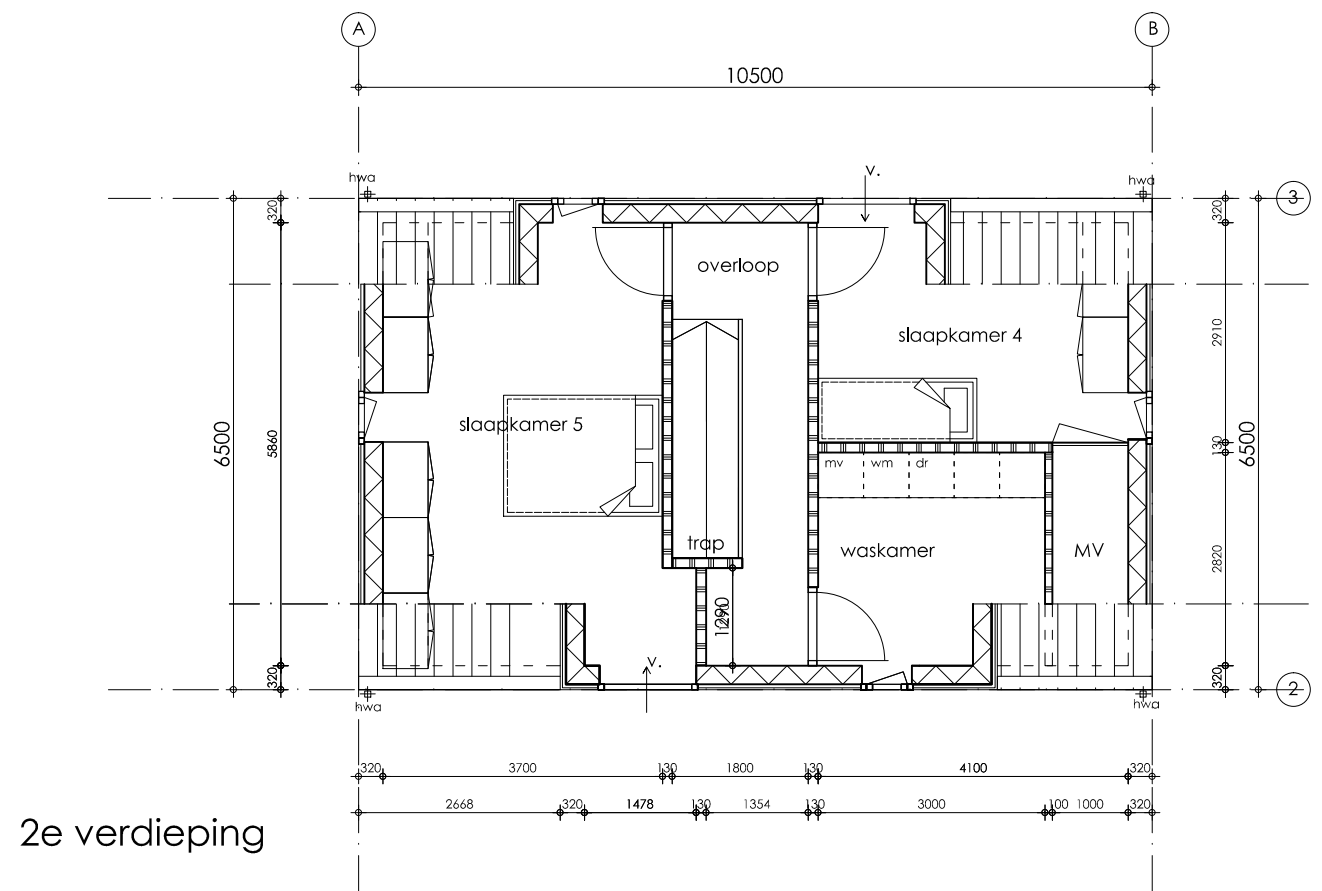 A
B
10500
v.
hwa
hwa
3
320
320
overloop
slaapkamer 4
2910
slaapkamer 5
6500
5860
130
6500
mv wm dr
trap
waskamer
MV
2820
1290
v.
320
320
2
hwa
hwa
320 3700 130 1800 130 4100 320
2668 320 1478 130 1354 130 3000 100 1000 320
2e verdieping